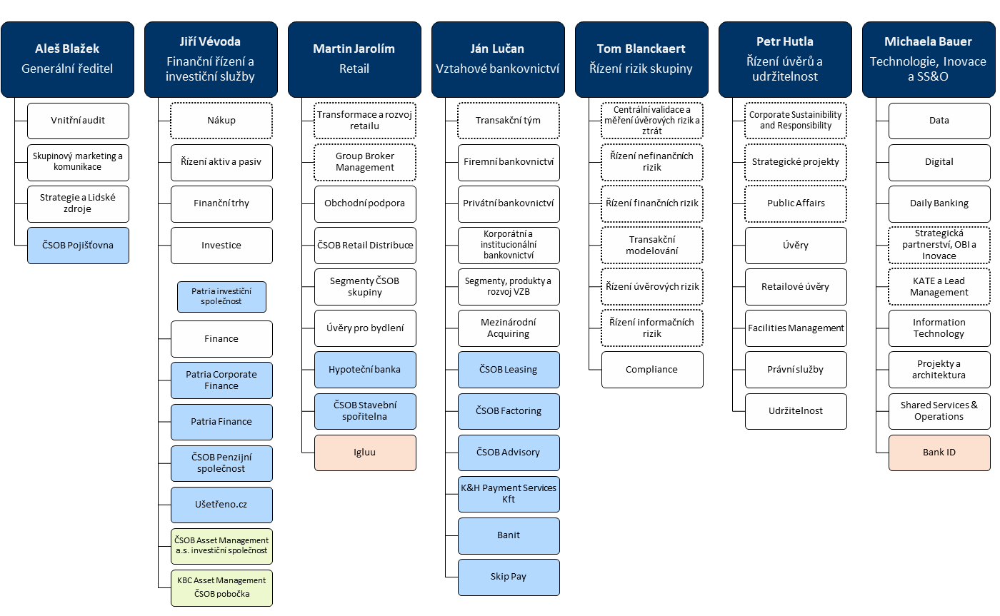 Aleš Blažek
Generální ředitel
Vnitřní audit
Skupinový marketing a
komunikace
Strategie a Lidské
zdroje
ČSOB Pojišťovna
Jiří Vévoda
Finanční řízení a
investiční služby
Nákup
Řízení aktiv a pasiv
Finanční trhy
Investice
Patria investiční
společnost
Finance
Patria Corporate
Finance
Patria Finance
ČSOB Penzijní
společnost
Ušetřeno.cz
ČSOB Asset Management
a.s. investiční společnost
KBC Asset Management
ČSOB pobočka
Martin Jarolím
Retail
Transformace a rozvoj
retailu
Group Broker
Management
Obchodní podpora
ČSOB Retail Distribuce
Segmenty ČSOB
skupiny
Úvěry pro bydlení
Hypoteční banka
ČSOB Stavební
spořitelna
Igluu
Ján Lučan
Vztahové bankovnictví
Transakční tým
Firemní bankovnictví
Privátní bankovnictví
Korporátní a
institucionální
bankovnictví
Segmenty, produkty a
rozvoj VZB
Mezinárodní
Acquiring
ČSOB Leasing
ČSOB Factoring
ČSOB Advisory
K&H Payment Services
Kft
Banit
Skip Pay
Tom Blanckaert
Řízení rizik skupiny
Centrální validace a
měření úvěrových rizik a
ztrát
Řízení nefinančních
rizik
Řízení finančních rizik
Transakční
modelování
Řízení úvěrových rizik
Řízení informačních
rizik
Compliance
Petr Hutla
Řízení úvěrů a
udržitelnost
Corporate Sustainibility
and Responsibility
Strategické projekty
Public Affairs
Úvěry
Retailové úvěry
Facilities Management
Právní služby
Udržitelnost
Michaela Bauer
Technologie, Inovace
a SS&O
Data
Digital
Daily Banking
Strategická
partnerství, OBI a
Inovace
KATE a Lead
Management
Information
Technology
Projekty a
architektura
Shared Services &
Operations
Bank ID